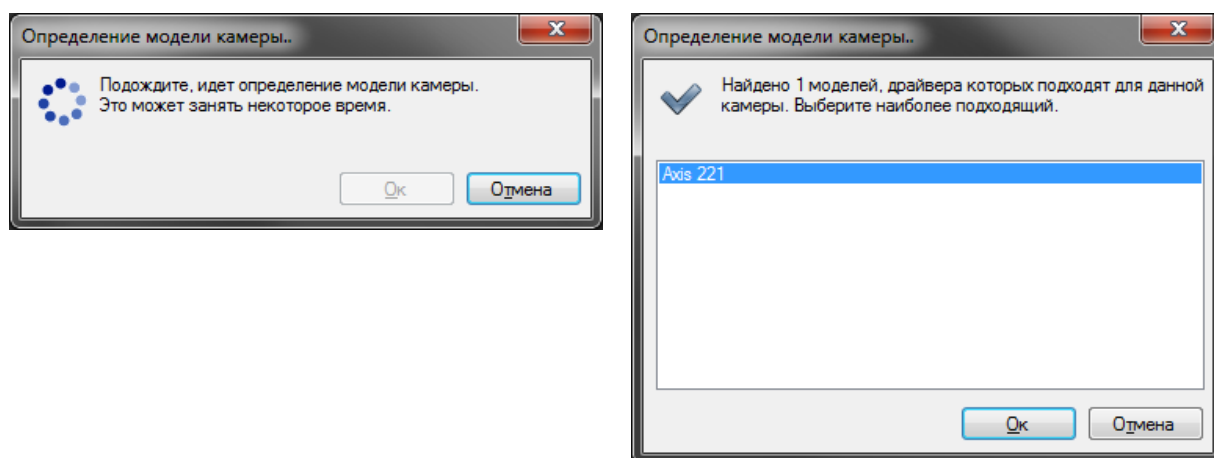 Определение модели камеры..
Подождите, идет определение модели камеры.
Это может занять некоторое время.
Ок
Отмена
Определение модели камеры..
Найдено 1 моделей, драйвера которых подходят для данной
камеры. Выберите наиболее подходящий.
Axis 221
Ок
Отмена